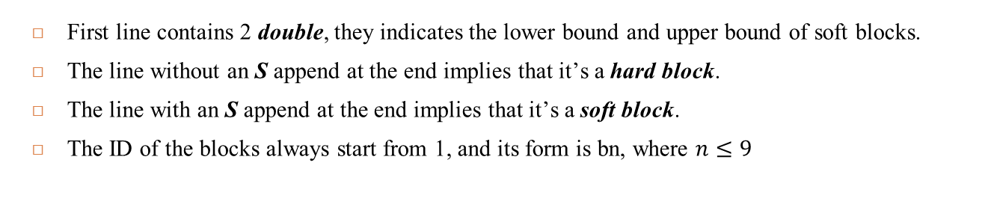 First line contains 2 double, they indicates the lower bound and upper bound of soft blocks.
The line without an S append at the end implies that it’s a hard block.
The line with an S append at the end implies that it’s a soft block.
The ID of the blocks always start from 1, and its form is bn, where n ≤ 9